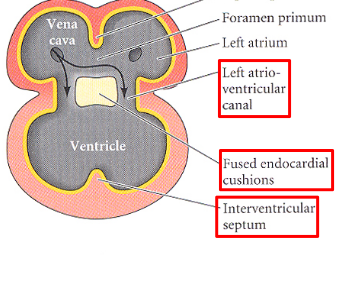 Vena
cava
Foramen primum
Left atrium
Left atrio-
ventricular
canal
Ventricle
Fused endocardial
cushions
Interventricular
septum